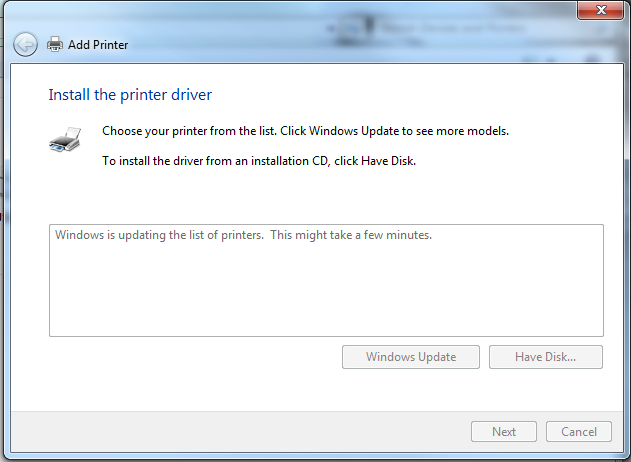 Add Printer
Install the printer driver
Choose your printer from the list. Click Windows Update to see more models.
To install the driver from an installation CD, click Have Disk.
Windows is updating the list of printers.  This might take a few minutes.
Windows Update
Have Disk...
Next
Cancel